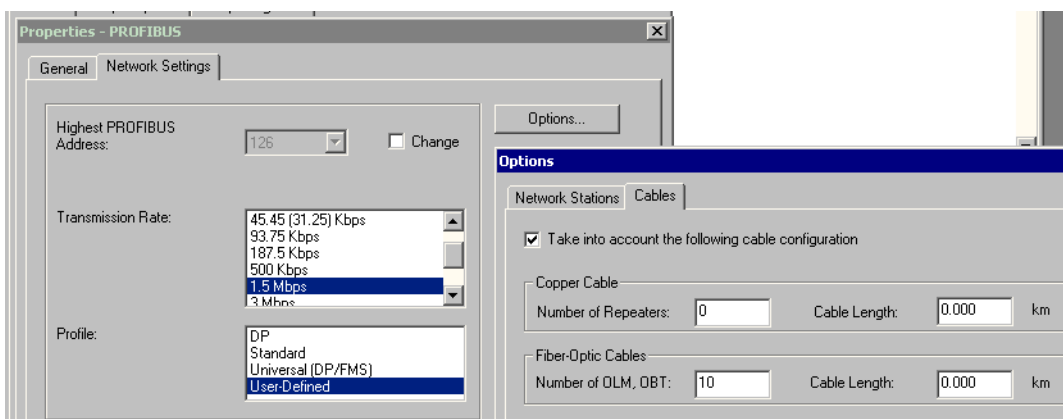 Properties - PROFIBUS
General Network Settings
Highest PROFIBUS
Address:
126
Change
Options...
Transmission Rate:
45.45 (31.25) Kbps
93.75 Kbps
187.5 Kbps
500 Kbps
1.5 Mbps
3 Mbps
Profile:
DP
Standard
Universal (DP/FMS)
User-Defined
Options
Network Stations Cables
Take into account the following cable configuration
Copper Cable
Number of Repeaters: 0 Cable Length: 0.000 km
Fiber-Optic Cables
Number of OLM, OBT: 10 Cable Length: 0.000 km